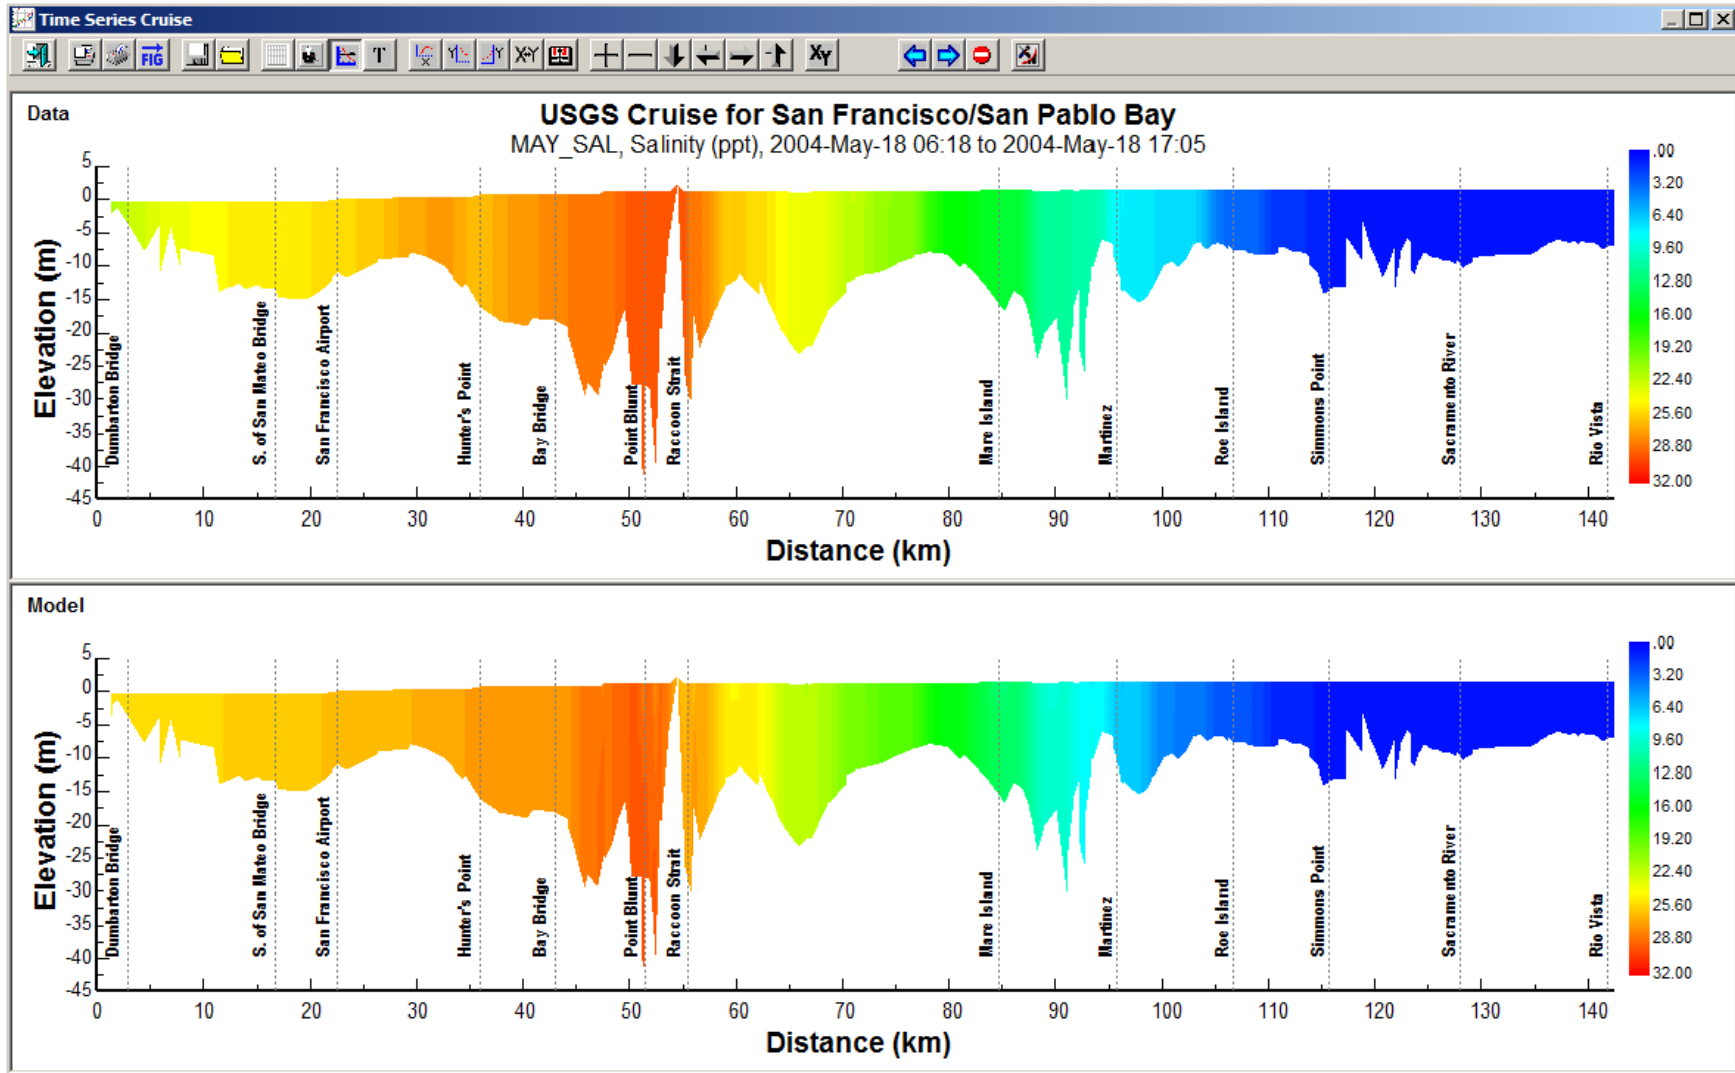 Time Series Cruise
FIG
T
X
Y
Y
X+Y
XY
Data
USGS Cruise for San Francisco/San Pablo Bay
MAY_SAL, Salinity (ppt), 2004-May-18 06:18 to 2004-May-18 17:05
Elevation (m)
5
0
-5
-10
-15
-20
-25
-30
-35
-40
-45
Dumbarton Bridge
S. of San Mateo Bridge
San Francisco Airport
Hunter's Point
Bay Bridge
Point Blunt
Raccoon Strait
Mare Island
Martinez
Roe Island
Simmons Point
Sacramento River
Rio Vista
0 10 20 30 40 50 60 70 80 90 100 110 120 130 140
Distance (km)
.00
3.20
6.40
9.60
12.80
16.00
19.20
22.40
25.60
28.80
32.00
Model
Elevation (m)
5
0
-5
-10
-15
-20
-25
-30
-35
-40
-45
Dumbarton Bridge
S. of San Mateo Bridge
San Francisco Airport
Hunter's Point
Bay Bridge
Point Blunt
Raccoon Strait
Mare Island
Martinez
Roe Island
Simmons Point
Sacramento River
Rio Vista
0 10 20 30 40 50 60 70 80 90 100 110 120 130 140
Distance (km)
.00
3.20
6.40
9.60
12.80
16.00
19.20
22.40
25.60
28.80
32.00